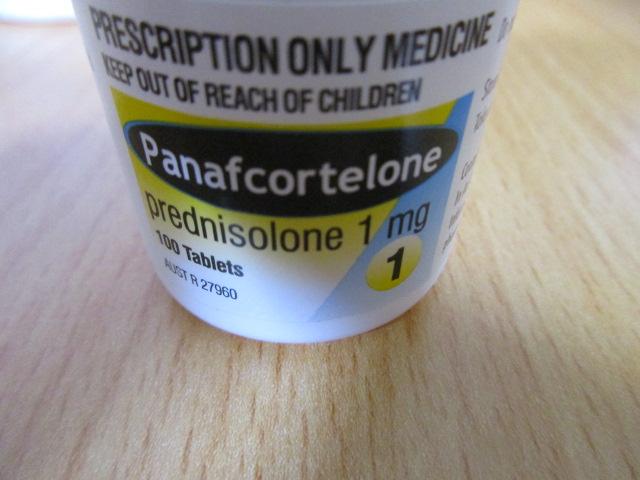 PRESCRIPTION ONLY MEDICINE
KEEP OUT OF REACH OF CHILDREN
Panafcortelone
prednisolone 1 mg
100 Tablets
1
AUST R 27960